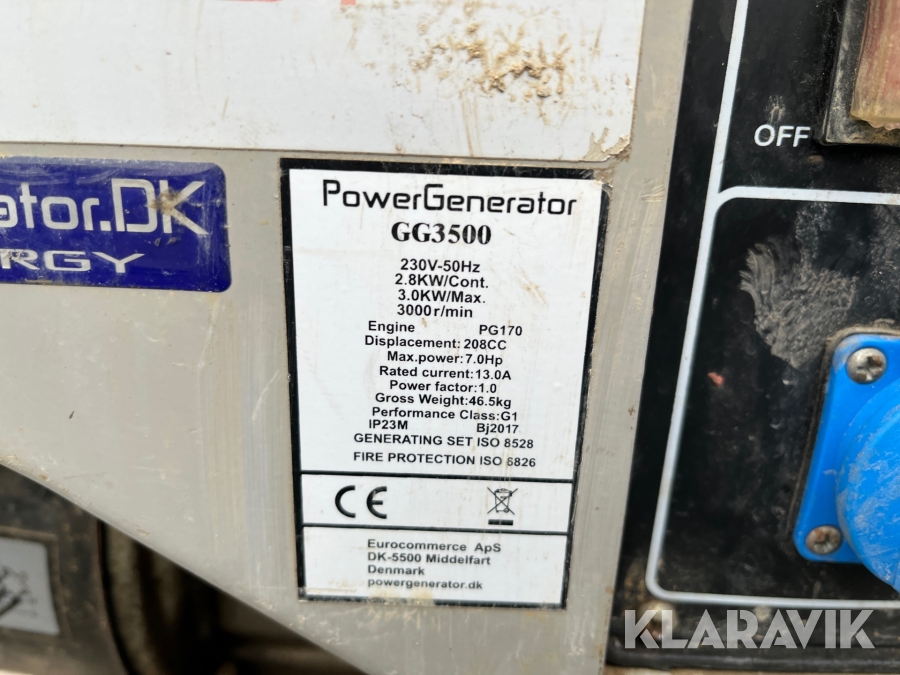 OFF
ator.DK
RGY
PowerGenerator
GG3500
230V-50Hz
2.8KW/Cont.
3.0KW/Max.
3000r/min
Engine PG170
Displacement: 208CC
Max.power: 7.0Hp
Rated current: 13.0A
Power factor: 1.0
Gross Weight: 46.5kg
Performance Class: G1
IP23M Bj2017
GENERATING SET ISO 8528
FIRE PROTECTION ISO 6826
CE
Eurocommerce ApS
DK-5500 Middelfart
Denmark
powergenerator.dk
KLARAVIK